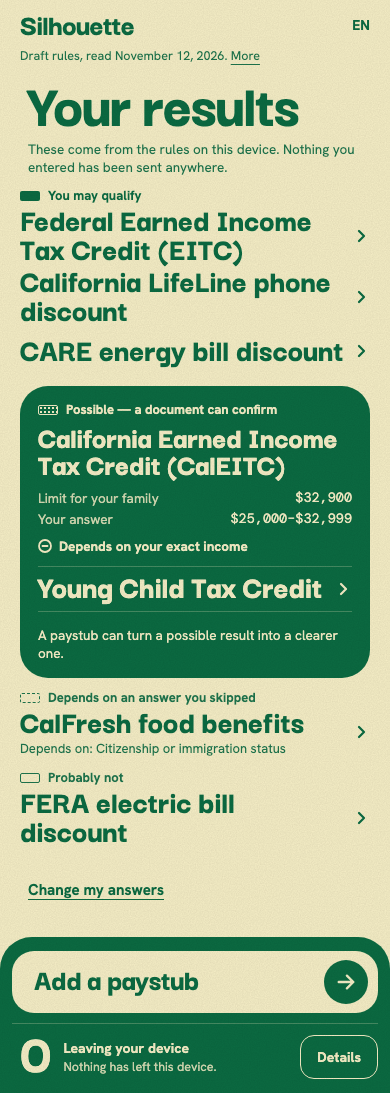 Silhouette
EN
Draft rules, read November 12, 2026. More
Your results
These come from the rules on this device. Nothing you
entered has been sent anywhere.
You may qualify
Federal Earned Income
Tax Credit (EITC)
California LifeLine phone
discount
CARE energy bill discount
Possible — a document can confirm
California Earned Income
Tax Credit (CalEITC)
Limit for your family $32,900
Your answer $25,000–$32,999
Depends on your exact income
Young Child Tax Credit
A paystub can turn a possible result into a clearer
one.
Depends on an answer you skipped
CalFresh food benefits
Depends on: Citizenship or immigration status
Probably not
FERA electric bill
discount
Change my answers
Add a paystub
0
Leaving your device
Nothing has left this device.
Details